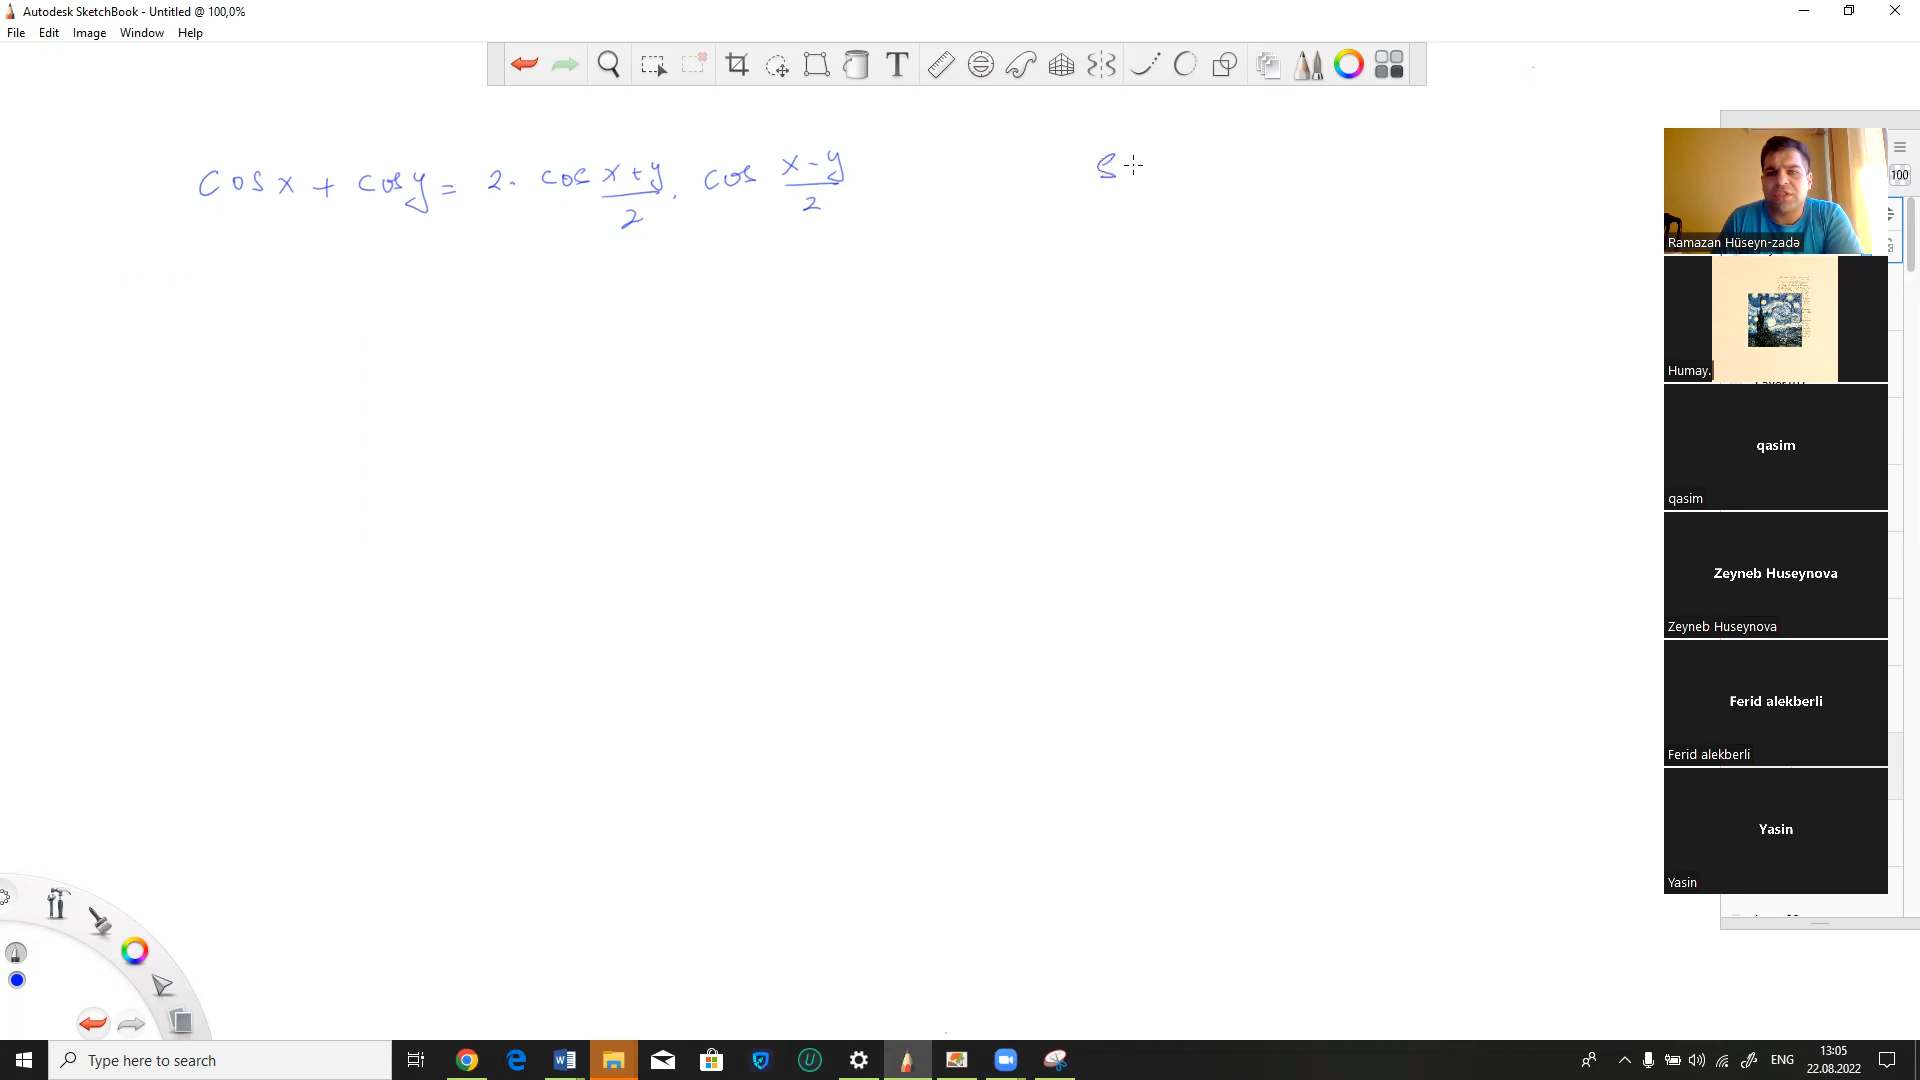 Autodesk SketchBook - Untitled @ 100,0%
File Edit Image Window Help
T
cos x + cos y = 2 · cos (x+y)/2 · cos (x-y)/2
S
100
Ramazan Hüseyn-zadə
Humay.
qasim
qasim
Zeyneb Huseynova
Zeyneb Huseynova
Ferid alekberli
Ferid alekberli
Yasin
Yasin
Type here to search
ENG
13:05
22.08.2022